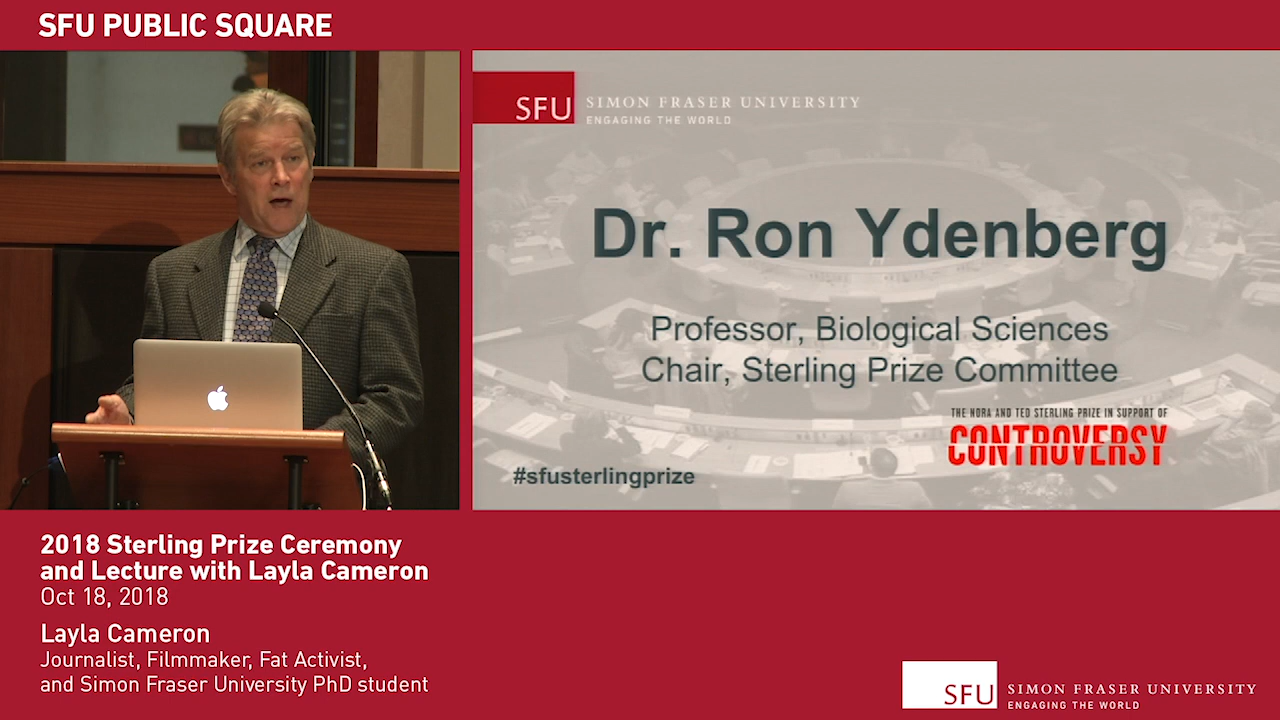 SFU PUBLIC SQUARE
SFU SIMON FRASER UNIVERSITY
ENGAGING THE WORLD
Dr. Ron Ydenberg
Professor, Biological Sciences
Chair, Sterling Prize Committee
THE NORA AND TED STERLING PRIZE IN SUPPORT OF
CONTROVERSY
#sfusterlingprize
2018 Sterling Prize Ceremony
and Lecture with Layla Cameron
Oct 18, 2018
Layla Cameron
Journalist, Filmmaker, Fat Activist,
and Simon Fraser University PhD student
SFU SIMON FRASER UNIVERSITY
ENGAGING THE WORLD